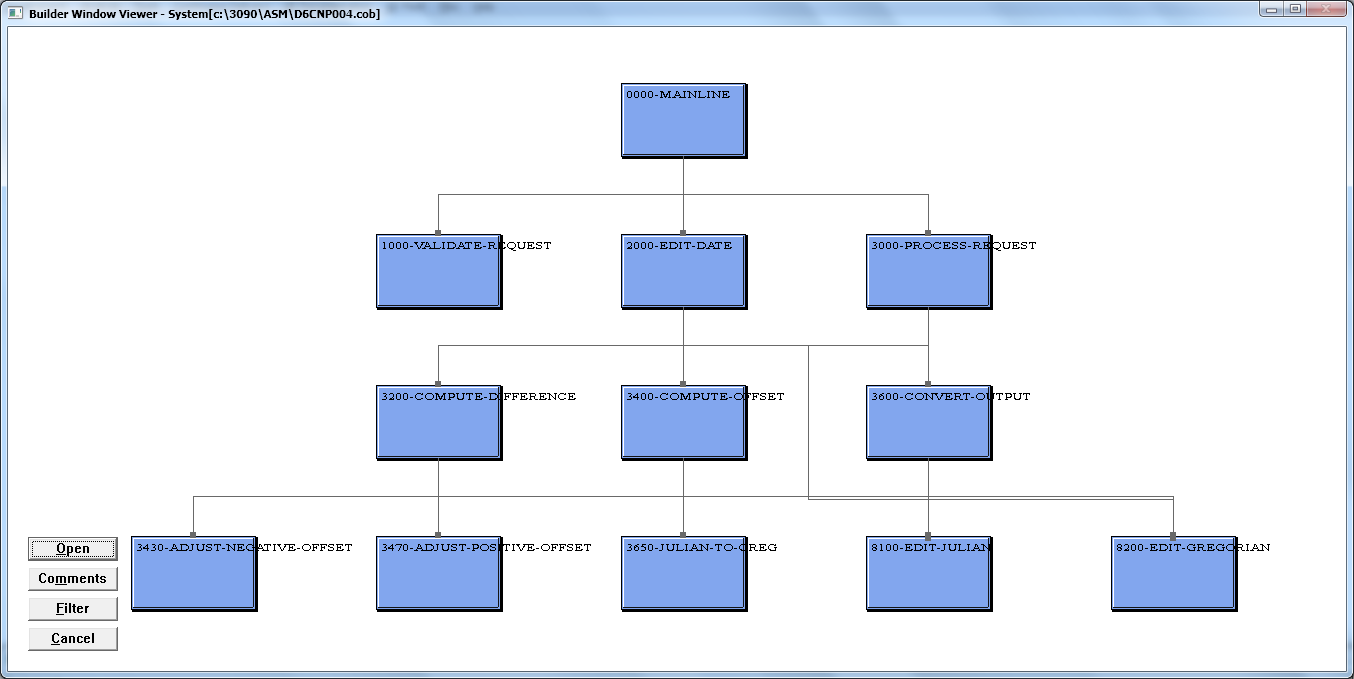 Builder Window Viewer - System[c:\3090\ASM\D6CNP004.cob]
0000-MAINLINE
1000-VALIDATE-REQUEST
2000-EDIT-DATE
3000-PROCESS-REQUEST
3200-COMPUTE-DIFFERENCE
3400-COMPUTE-OFFSET
3600-CONVERT-OUTPUT
3430-ADJUST-NEGATIVE-OFFSET
3470-ADJUST-POSITIVE-OFFSET
3650-JULIAN-TO-GREG
8100-EDIT-JULIAN
8200-EDIT-GREGORIAN
Open
Comments
Filter
Cancel